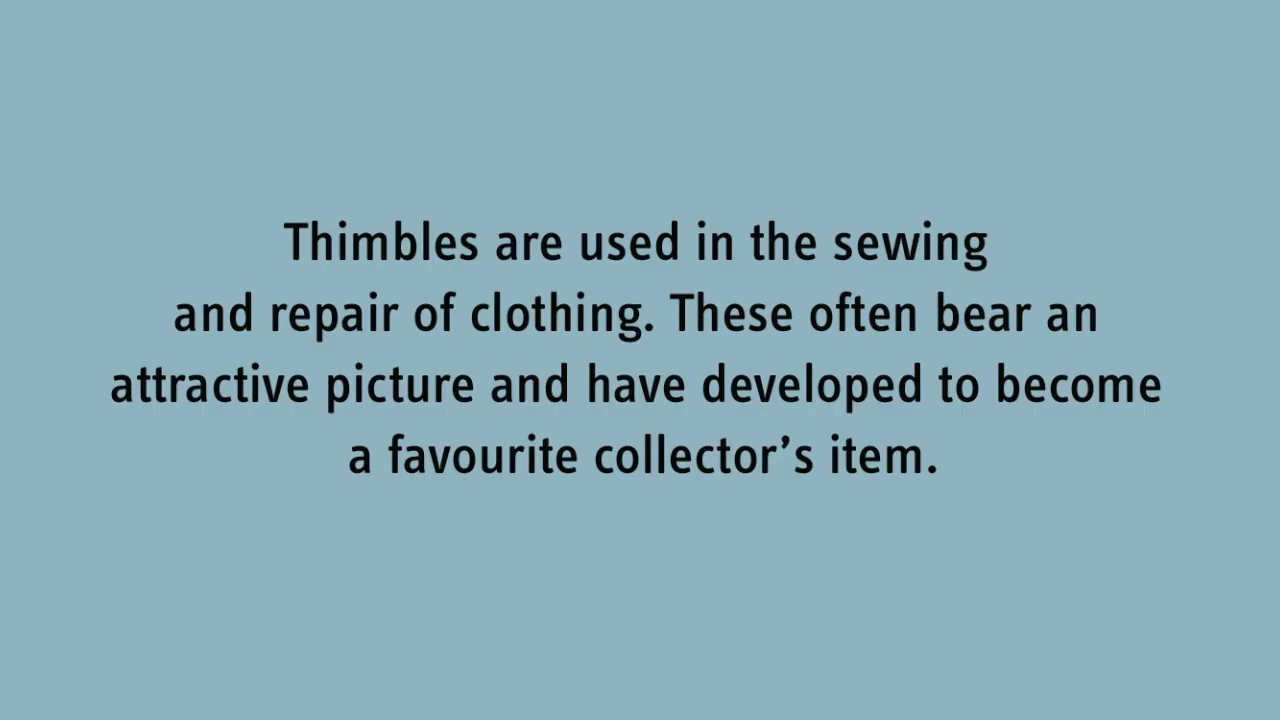 Thimbles are used in the sewing
and repair of clothing. These often bear an
attractive picture and have developed to become
a favourite collector’s item.